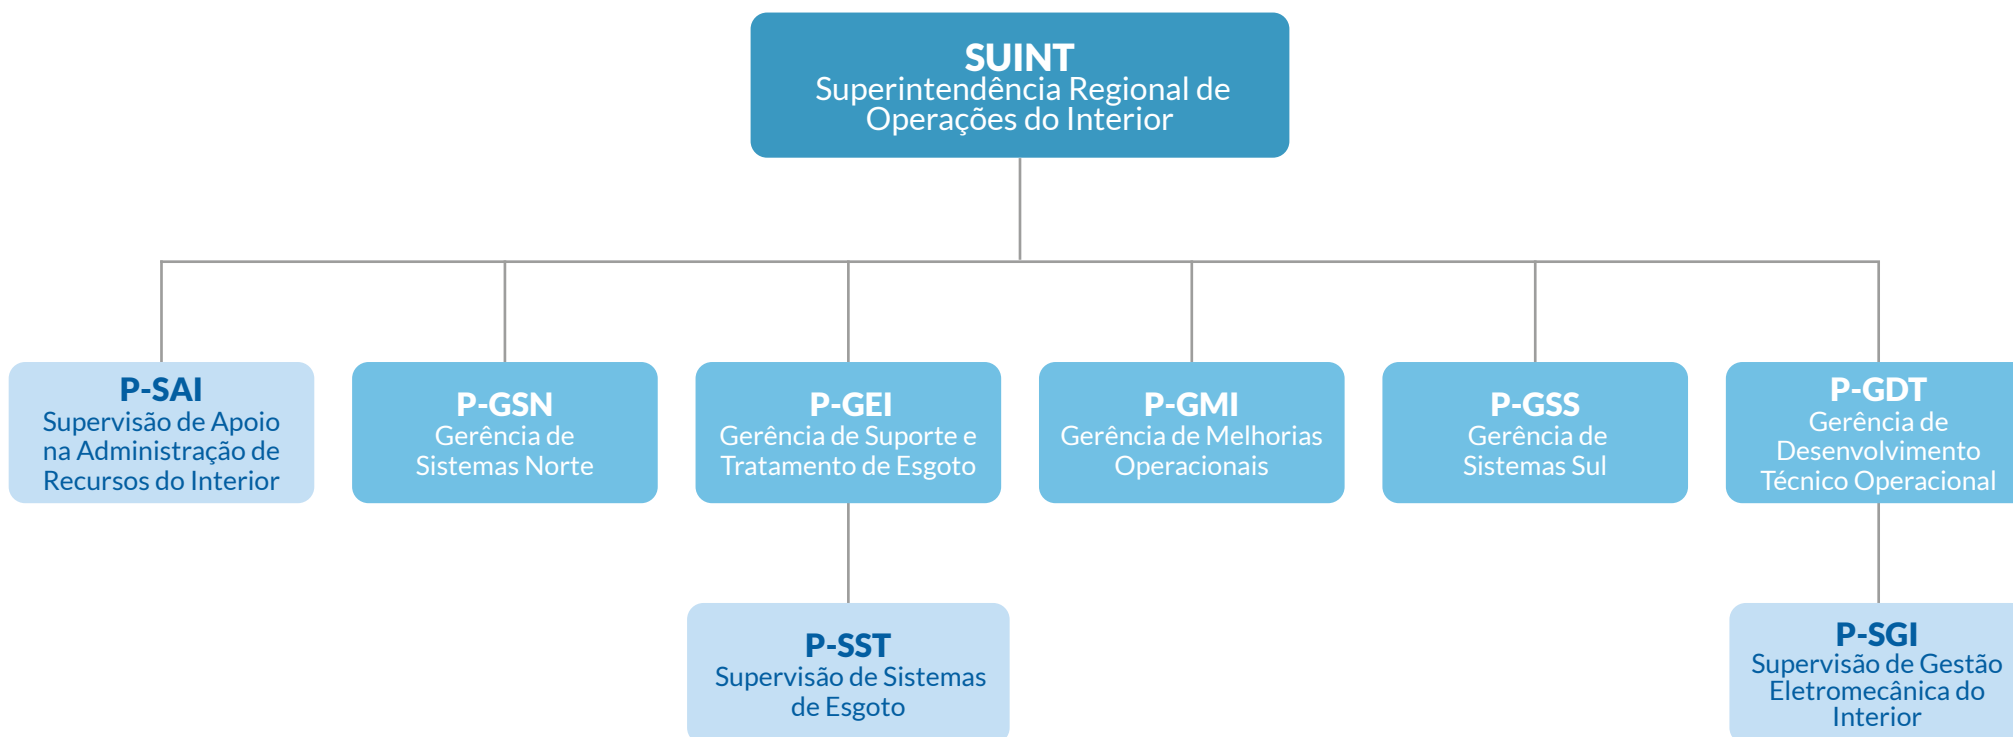 SUINT
Superintendência Regional de
Operações do Interior
P-SAI
Supervisão de Apoio
na Administração de
Recursos do Interior
P-GSN
Gerência de
Sistemas Norte
P-GEI
Gerência de Suporte e
Tratamento de Esgoto
P-GMI
Gerência de Melhorias
Operacionais
P-GSS
Gerência de
Sistemas Sul
P-GDT
Gerência de
Desenvolvimento
Técnico Operacional
P-SST
Supervisão de Sistemas
de Esgoto
P-SGI
Supervisão de Gestão
Eletromecânica do
Interior